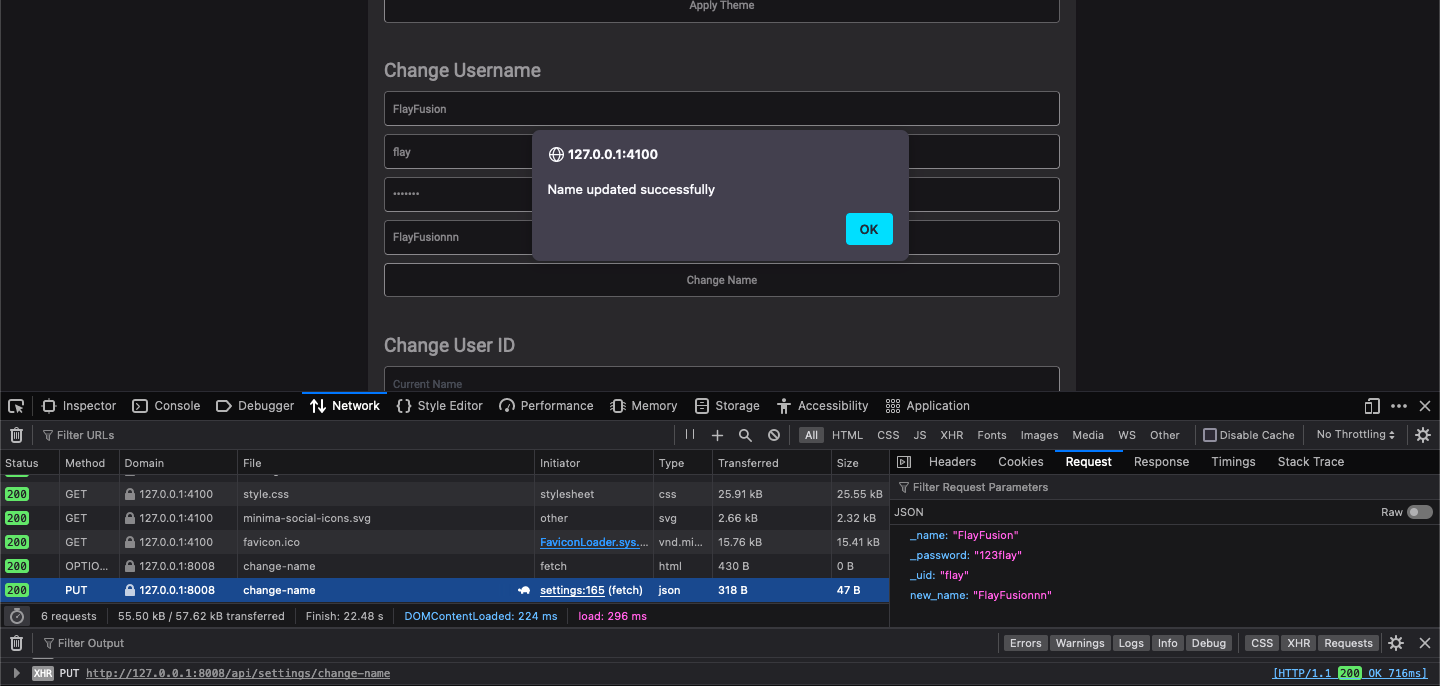 Apply Theme
Change Username
FlayFusion
flay
•••••••
FlayFusionnn
Change Name
127.0.0.1:4100
Name updated successfully
OK
Change User ID
Current Name
Inspector Console Debugger Network Style Editor Performance Memory Storage Accessibility Application
Filter URLs All HTML CSS JS XHR Fonts Images Media WS Other Disable Cache No Throttling
Status Method Domain File Initiator Type Transferred Size
200 GET 127.0.0.1:4100 style.css stylesheet css 25.91 kB 25.55 kB
200 GET 127.0.0.1:4100 minima-social-icons.svg other svg 2.66 kB 2.32 kB
200 GET 127.0.0.1:4100 favicon.ico FaviconLoader.sys.... vnd.mi... 15.76 kB 15.41 kB
200 OPTIO... 127.0.0.1:8008 change-name fetch html 430 B 0 B
200 PUT 127.0.0.1:8008 change-name settings:165 (fetch) json 318 B 47 B
6 requests 55.50 kB / 57.62 kB transferred Finish: 22.48 s DOMContentLoaded: 224 ms load: 296 ms
Headers Cookies Request Response Timings Stack Trace
Filter Request Parameters
JSON Raw
_name: "FlayFusion"
_password: "123flay"
_uid: "flay"
new_name: "FlayFusionnn"
Filter Output Errors Warnings Logs Info Debug CSS XHR Requests
XHR PUT http://127.0.0.1:8008/api/settings/change-name [HTTP/1.1 200 OK 716ms]